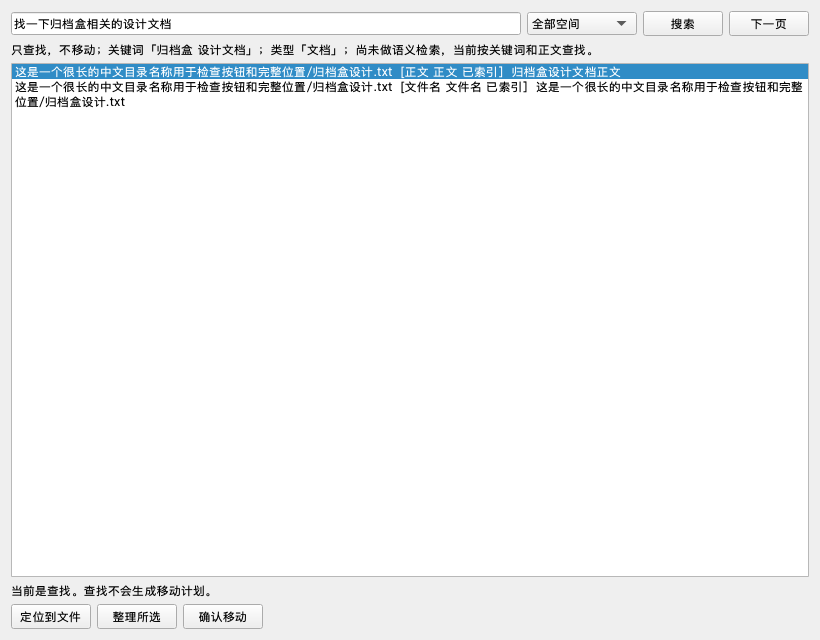 找一下归档盒相关的设计文档 全部空间 搜索 下一页
只查找，不移动；关键词「归档盒 设计文档」；类型「文档」；尚未做语义检索，当前按关键词和正文查找。
这是一个很长的中文目录名称用于检查按钮和完整位置/归档盒设计.txt [正文 正文 已索引] 归档盒设计文档正文
这是一个很长的中文目录名称用于检查按钮和完整位置/归档盒设计.txt [文件名 文件名 已索引] 这是一个很长的中文目录名称用于检查按钮和完整
位置/归档盒设计.txt
当前是查找。查找不会生成移动计划。
定位到文件 整理所选 确认移动